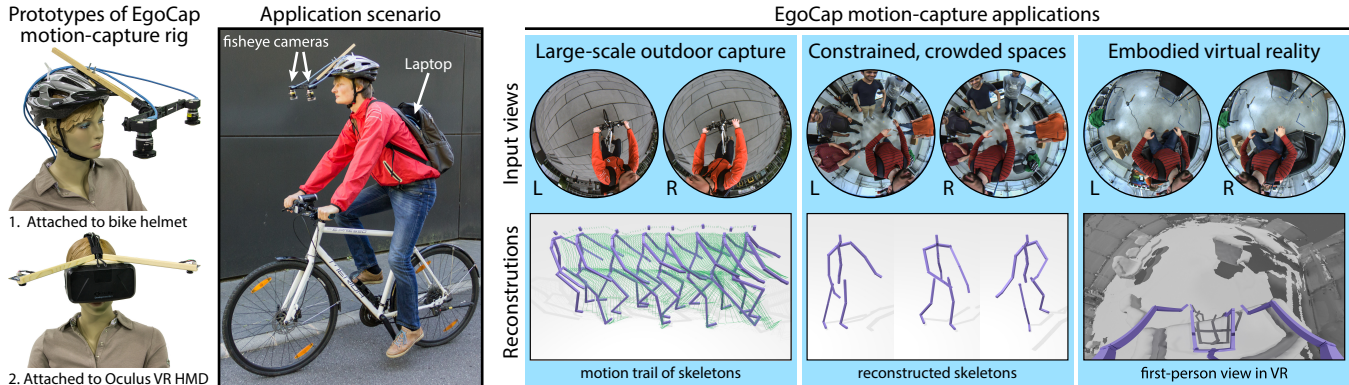 Prototypes of EgoCap
motion-capture rig
1. Attached to bike helmet
2. Attached to Oculus VR HMD
Application scenario
fisheye cameras
Laptop
EgoCap motion-capture applications
Large-scale outdoor capture
Constrained, crowded spaces
Embodied virtual reality
Input views
L
R
L
R
L
R
Reconstrutions
motion trail of skeletons
reconstructed skeletons
first-person view in VR